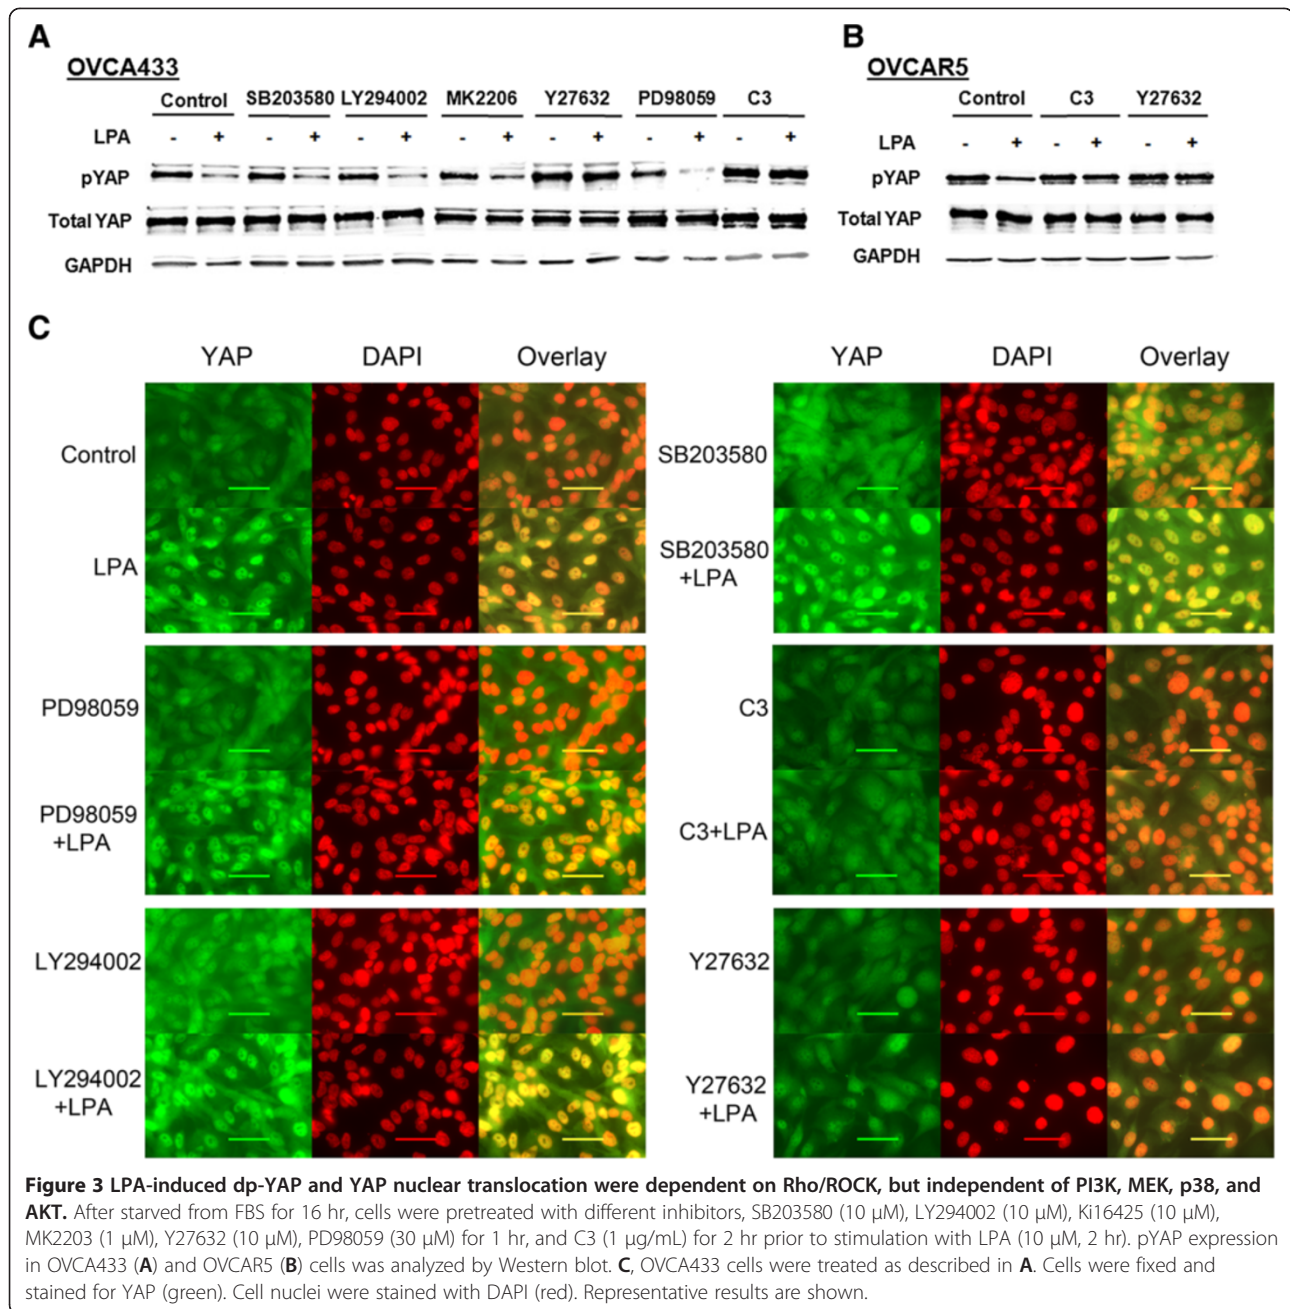 A
OVCA433
Control SB203580 LY294002 MK2206 Y27632 PD98059 C3
LPA - + - + - + - + - + - + - +
pYAP
Total YAP
GAPDH
B
OVCAR5
Control C3 Y27632
LPA - + - + - +
pYAP
Total YAP
GAPDH
C
YAP DAPI Overlay
Control
LPA
PD98059
PD98059
+LPA
LY294002
LY294002
+LPA
YAP DAPI Overlay
SB203580
SB203580
+LPA
C3
C3+LPA
Y27632
Y27632
+LPA
Figure 3 LPA-induced dp-YAP and YAP nuclear translocation were dependent on Rho/ROCK, but independent of PI3K, MEK, p38, and
AKT. After starved from FBS for 16 hr, cells were pretreated with different inhibitors, SB203580 (10 μM), LY294002 (10 μM), Ki16425 (10 μM),
MK2203 (1 μM), Y27632 (10 μM), PD98059 (30 μM) for 1 hr, and C3 (1 μg/mL) for 2 hr prior to stimulation with LPA (10 μM, 2 hr). pYAP expression
in OVCA433 (A) and OVCAR5 (B) cells was analyzed by Western blot. C, OVCA433 cells were treated as described in A. Cells were fixed and
stained for YAP (green). Cell nuclei were stained with DAPI (red). Representative results are shown.